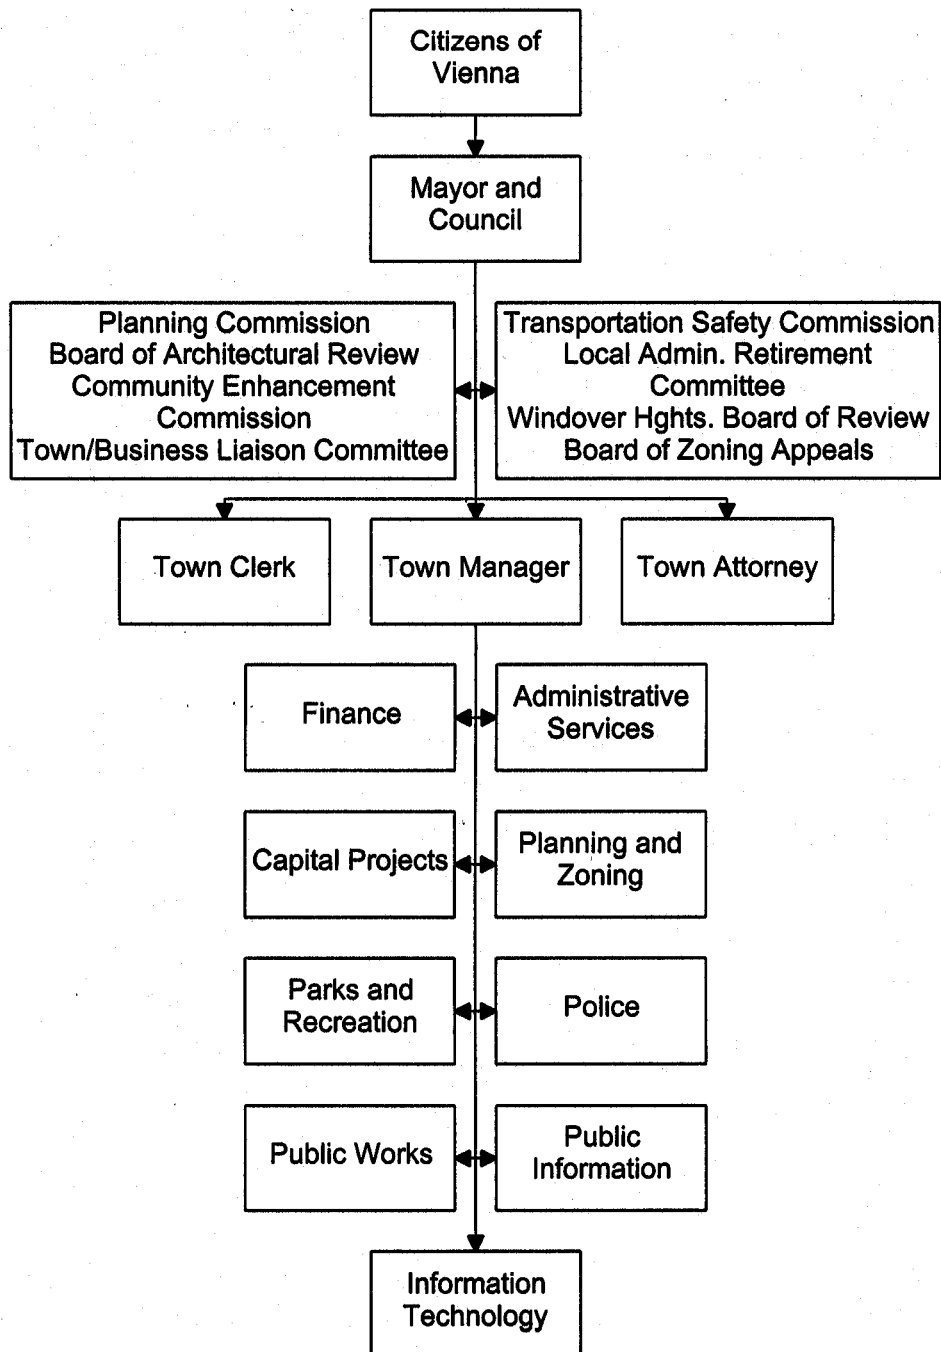 Citizens of
Vienna
Mayor and
Council
Planning Commission
Board of Architectural Review
Community Enhancement
Commission
Town/Business Liaison Committee
Transportation Safety Commission
Local Admin. Retirement
Committee
Windover Hghts. Board of Review
Board of Zoning Appeals
Town Clerk
Town Manager
Town Attorney
Finance
Administrative
Services
Capital Projects
Planning and
Zoning
Parks and
Recreation
Police
Public Works
Public
Information
Information
Technology